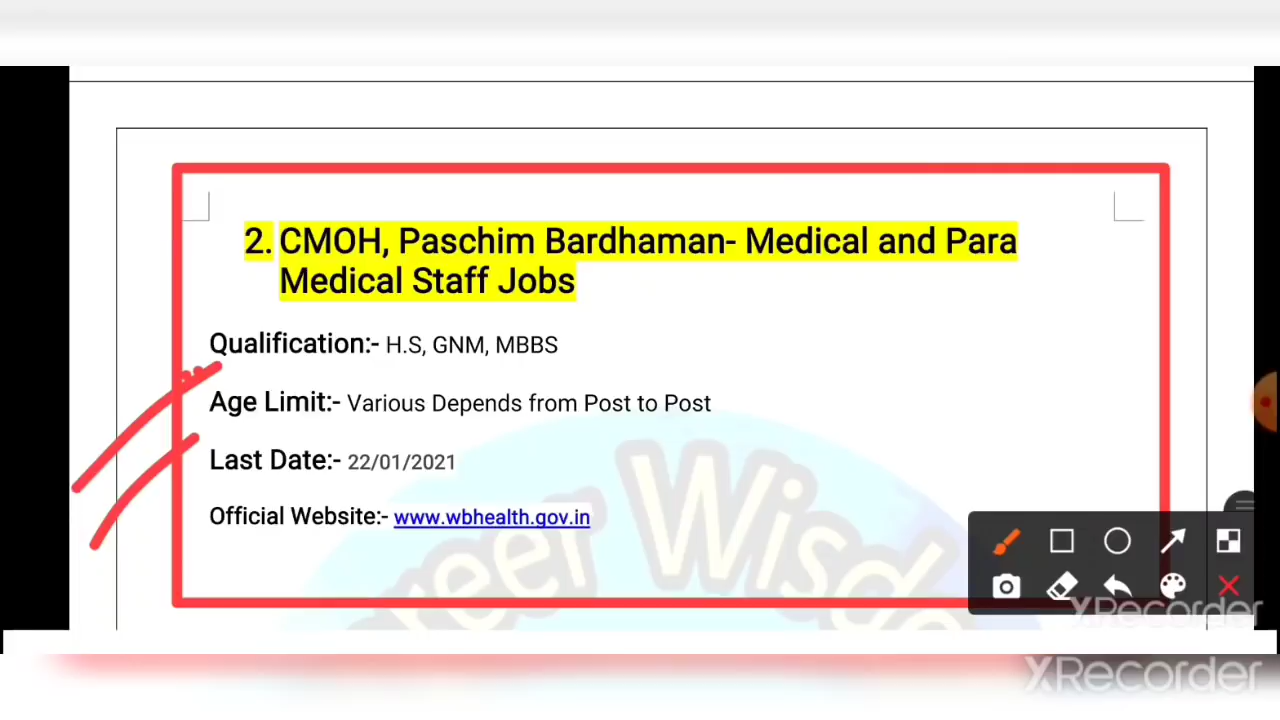 2. CMOH, Paschim Bardhaman- Medical and Para
Medical Staff Jobs
Qualification:- H.S, GNM, MBBS
Age Limit:- Various Depends from Post to Post
Last Date:- 22/01/2021
Official Website:- www.wbhealth.gov.in
XRecorder
XRecorder